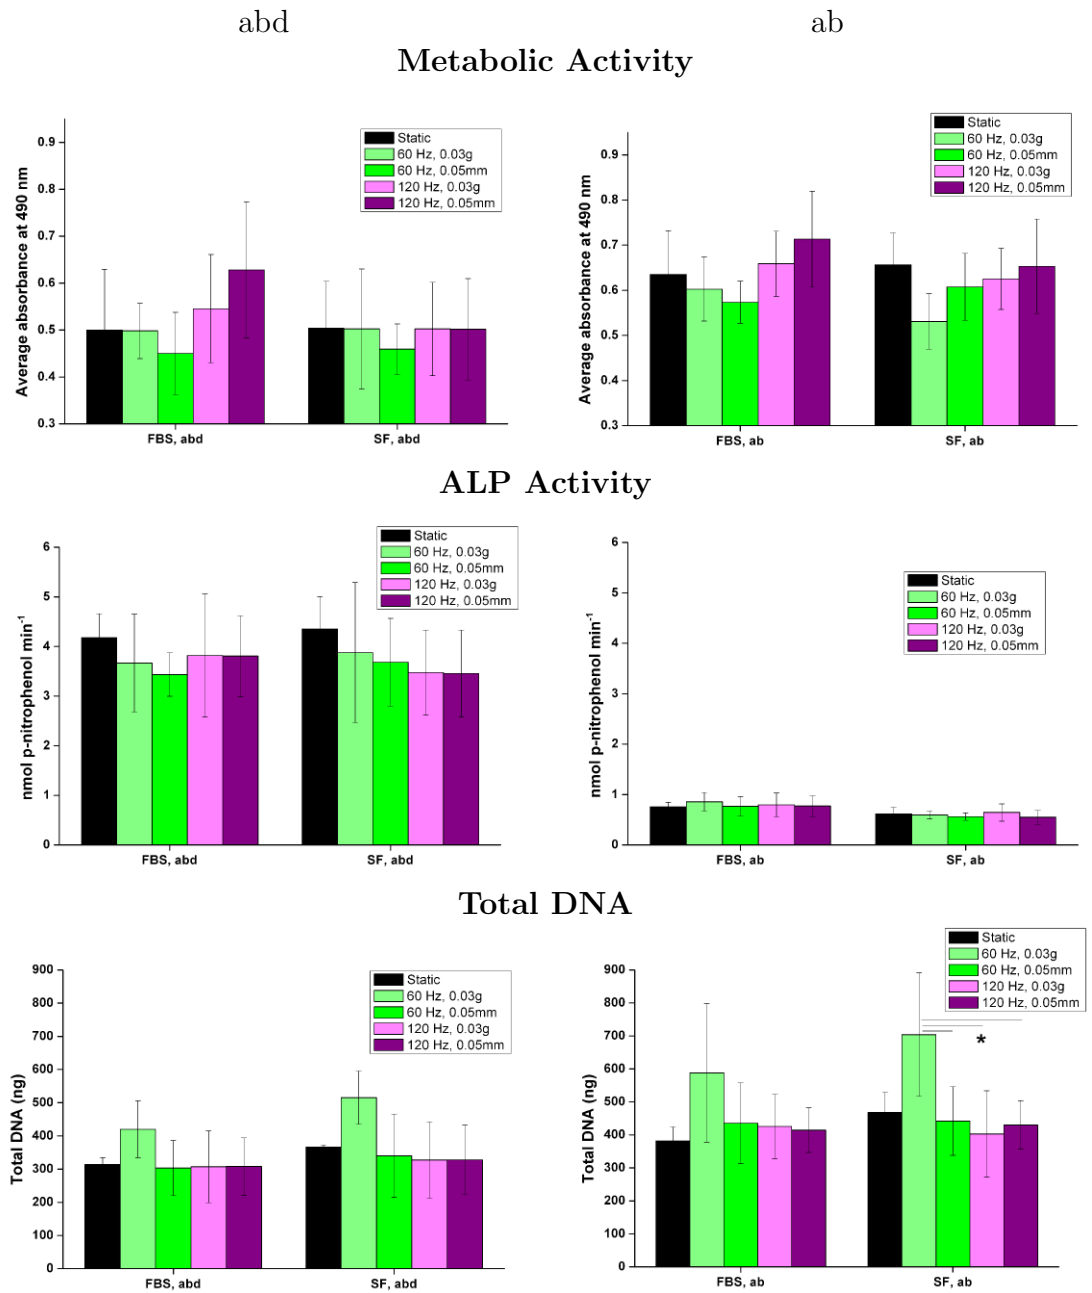 abd
ab
Metabolic Activity
Average absorbance at 490 nm
0.9
0.8
0.7
0.6
0.5
0.4
0.3
Static
60 Hz, 0.03g
60 Hz, 0.05mm
120 Hz, 0.03g
120 Hz, 0.05mm
FBS, abd
SF, abd
Average absorbance at 490 nm
0.9
0.8
0.7
0.6
0.5
0.4
0.3
Static
60 Hz, 0.03g
60 Hz, 0.05mm
120 Hz, 0.03g
120 Hz, 0.05mm
FBS, ab
SF, ab
ALP Activity
nmol p-nitrophenol min⁻¹
6
5
4
3
2
1
0
Static
60 Hz, 0.03g
60 Hz, 0.05mm
120 Hz, 0.03g
120 Hz, 0.05mm
FBS, abd
SF, abd
nmol p-nitrophenol min⁻¹
6
5
4
3
2
1
0
Static
60 Hz, 0.03g
60 Hz, 0.05mm
120 Hz, 0.03g
120 Hz, 0.05mm
FBS, ab
SF, ab
Total DNA
Total DNA (ng)
900
800
700
600
500
400
300
200
100
0
Static
60 Hz, 0.03g
60 Hz, 0.05mm
120 Hz, 0.03g
120 Hz, 0.05mm
FBS, abd
SF, abd
Total DNA (ng)
900
800
700
600
500
400
300
200
100
0
Static
60 Hz, 0.03g
60 Hz, 0.05mm
120 Hz, 0.03g
120 Hz, 0.05mm
*
FBS, ab
SF, ab